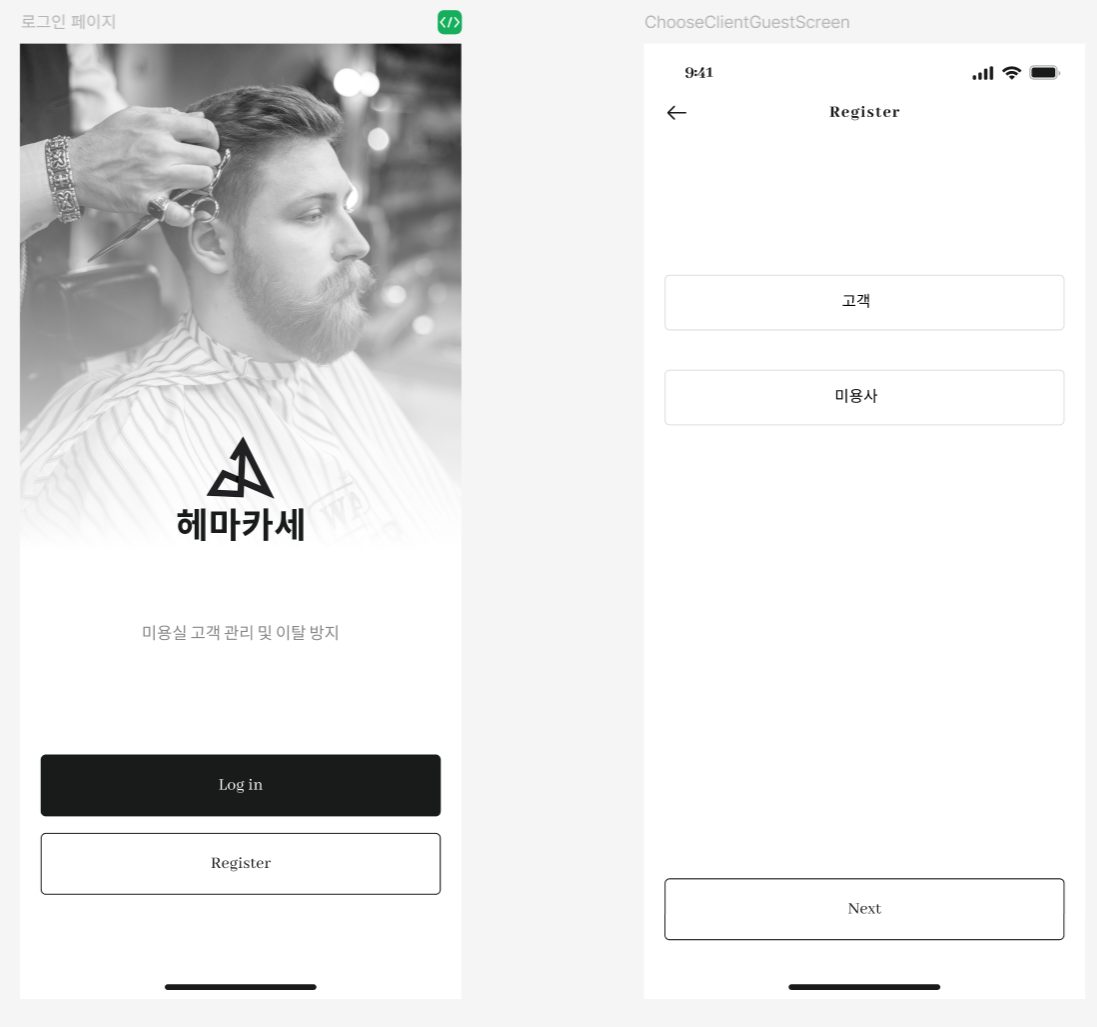 로그인 페이지
</>
헤마카세
미용실 고객 관리 및 이탈 방지
Log in
Register
ChooseClientGuestScreen
9:41
Register
고객
미용사
Next